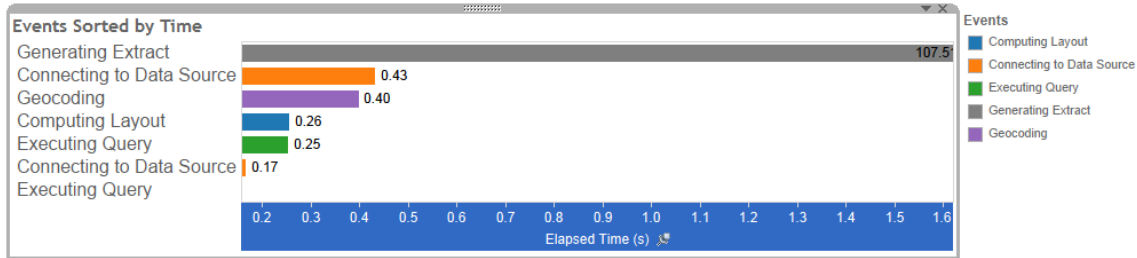 Events Sorted by Time
Generating Extract 107.51
Connecting to Data Source 0.43
Geocoding 0.40
Computing Layout 0.26
Executing Query 0.25
Connecting to Data Source 0.17
Executing Query
0.2 0.3 0.4 0.5 0.6 0.7 0.8 0.9 1.0 1.1 1.2 1.3 1.4 1.5 1.6
Elapsed Time (s)
Events
Computing Layout
Connecting to Data Source
Executing Query
Generating Extract
Geocoding